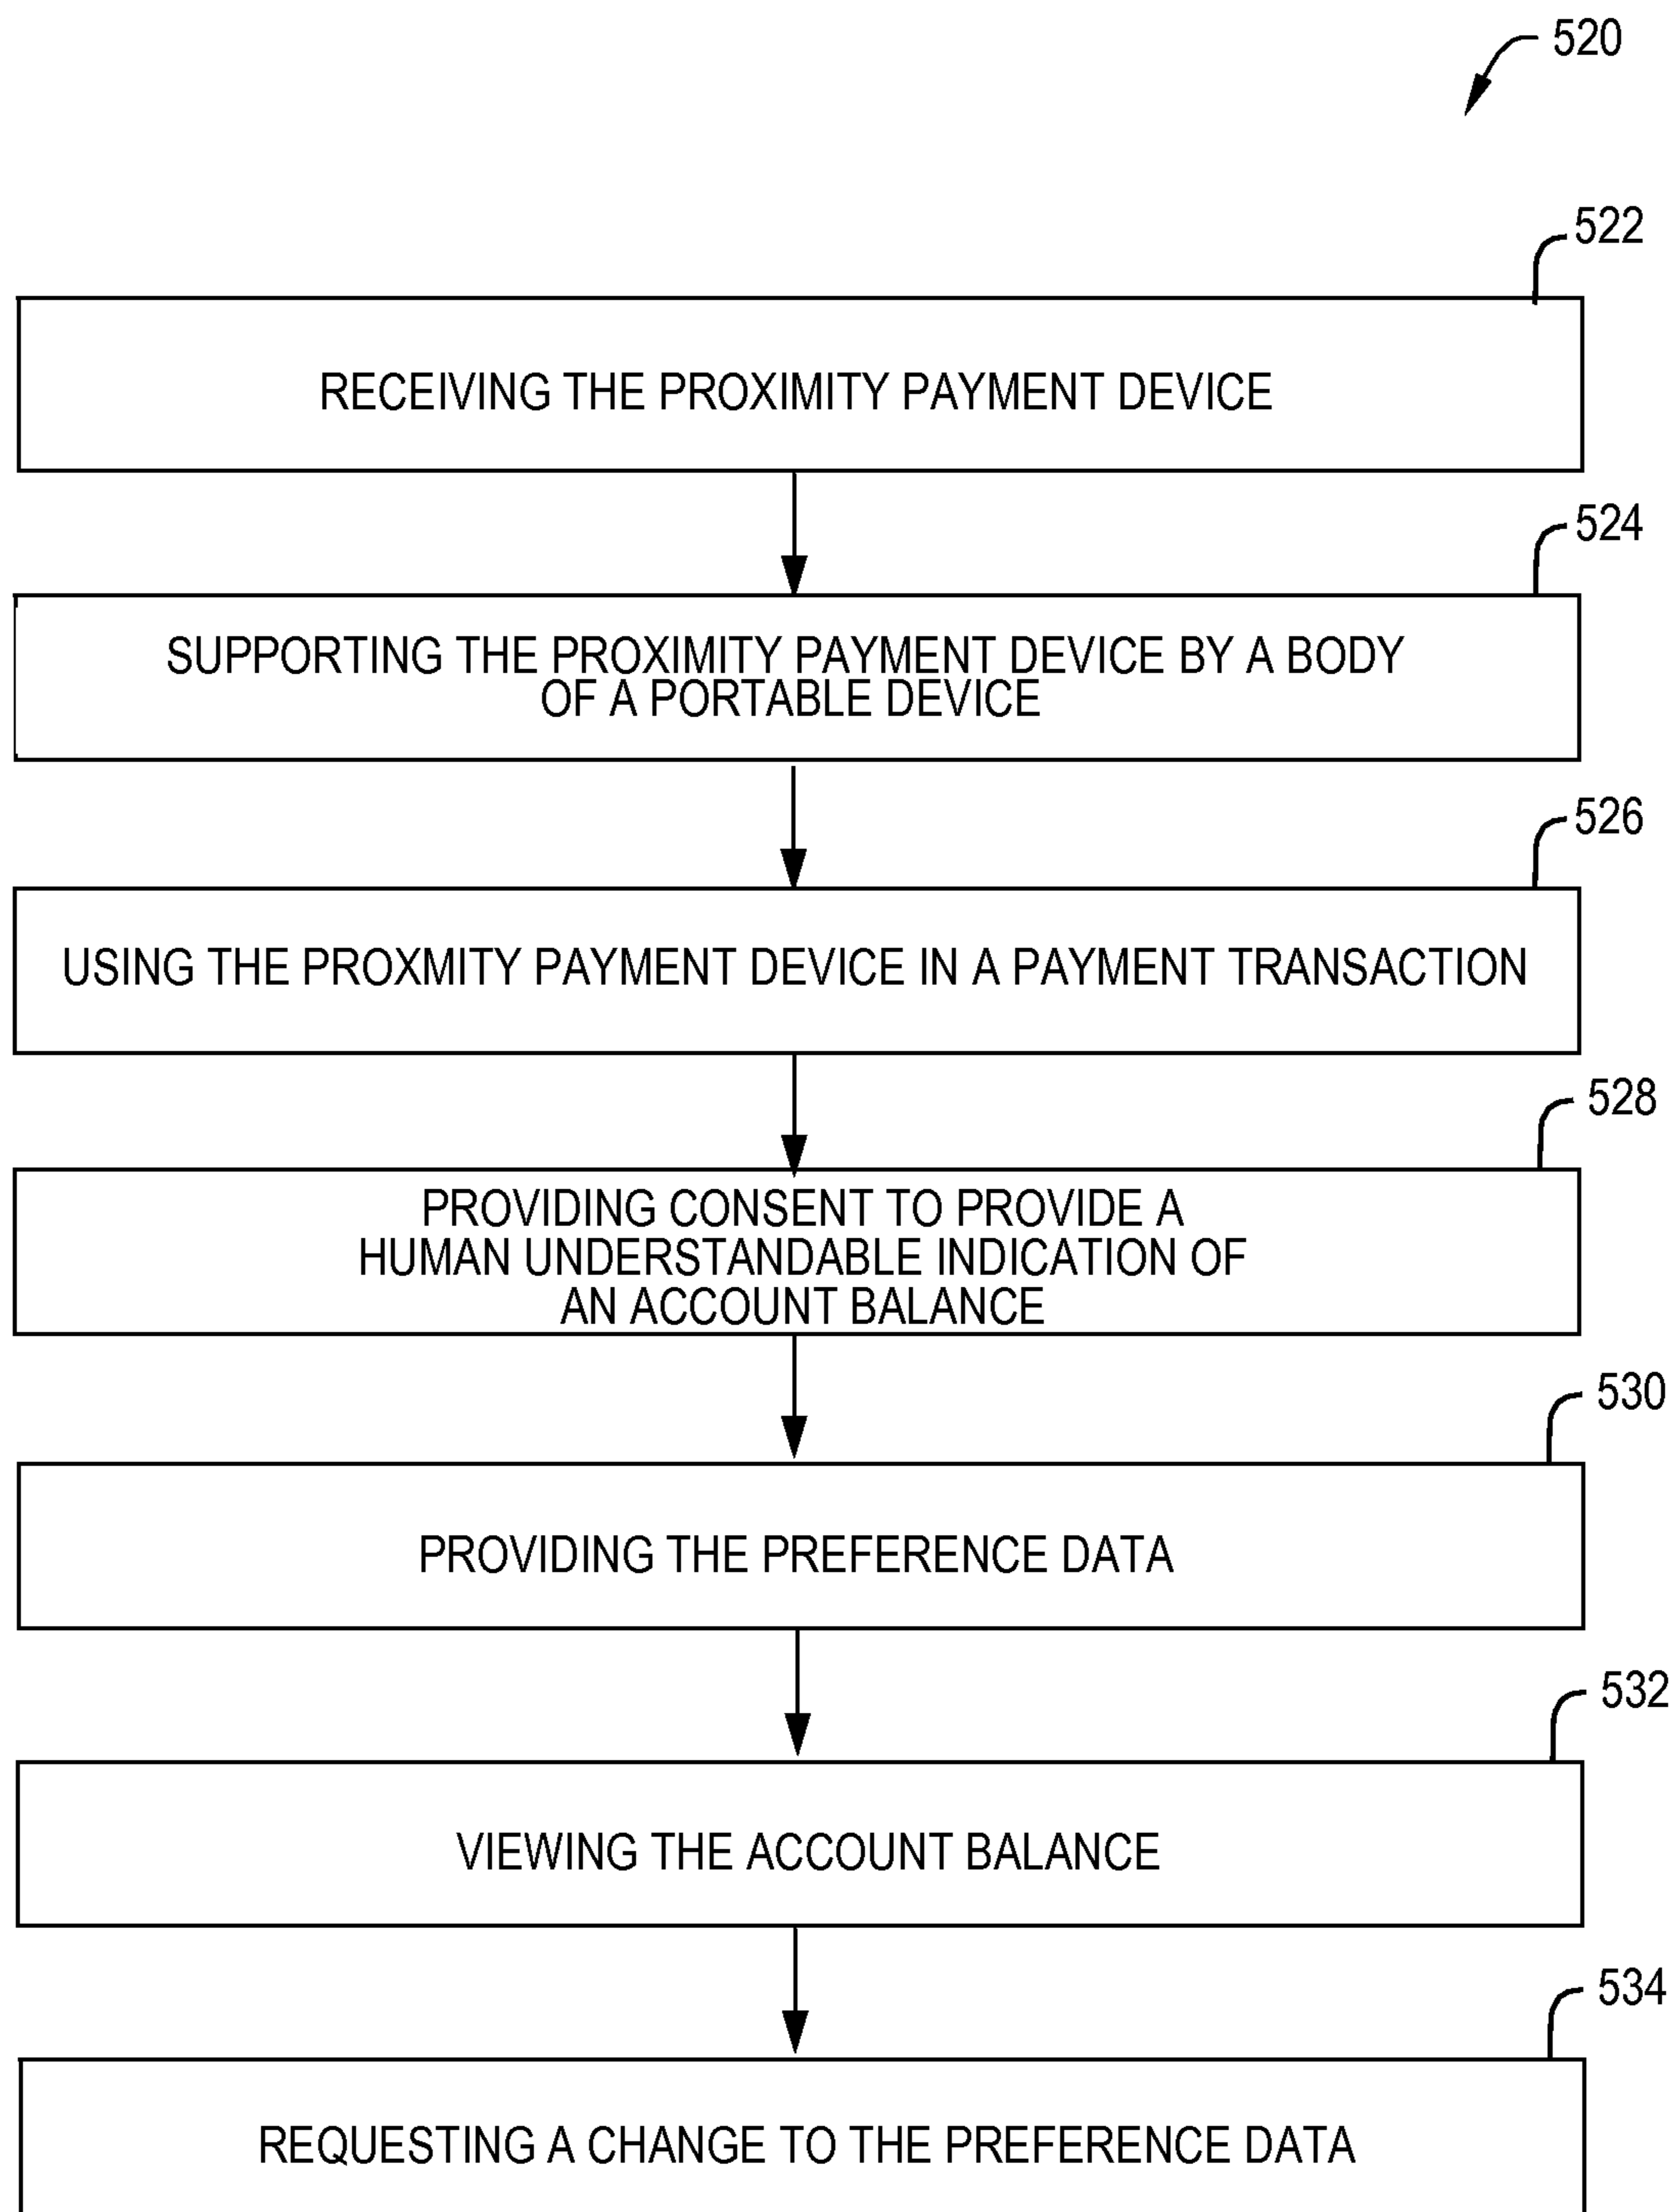 520
522
RECEIVING THE PROXIMITY PAYMENT DEVICE
524
SUPPORTING THE PROXIMITY PAYMENT DEVICE BY A BODY
OF A PORTABLE DEVICE
526
USING THE PROXMITY PAYMENT DEVICE IN A PAYMENT TRANSACTION
528
PROVIDING CONSENT TO PROVIDE A
HUMAN UNDERSTANDABLE INDICATION OF
AN ACCOUNT BALANCE
530
PROVIDING THE PREFERENCE DATA
532
VIEWING THE ACCOUNT BALANCE
534
REQUESTING A CHANGE TO THE PREFERENCE DATA